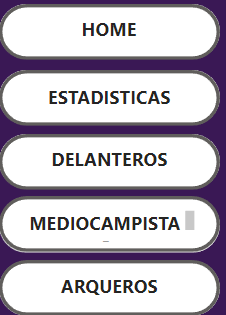 HOME
ESTADISTICAS
DELANTEROS
MEDIOCAMPISTA
ARQUEROS